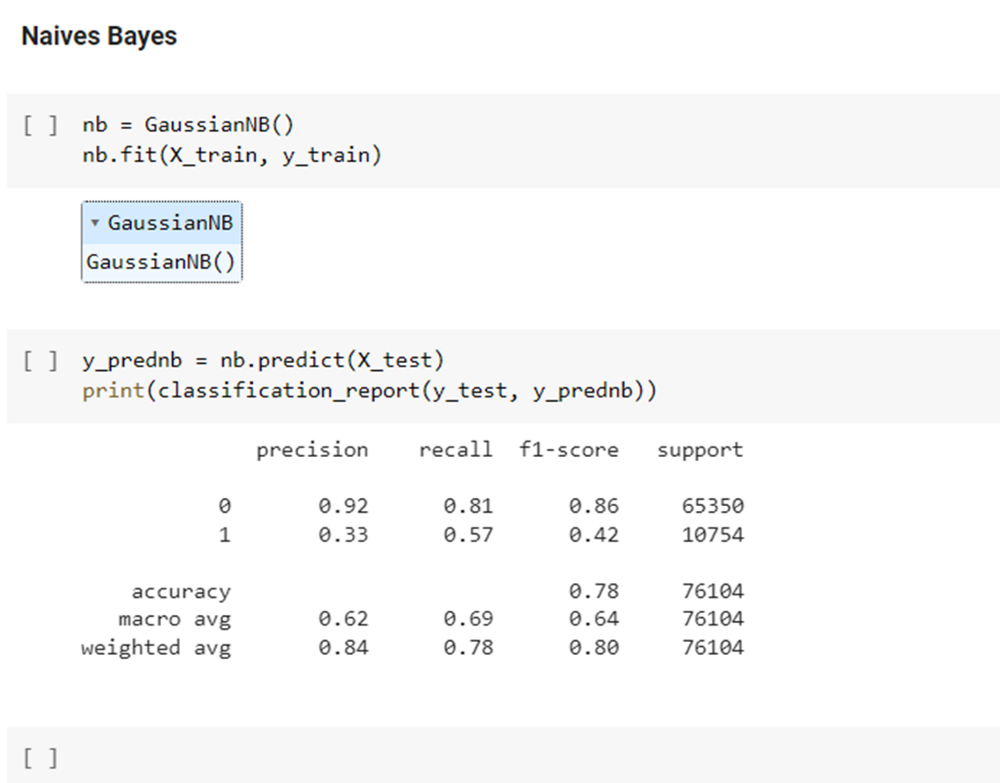 Naives Bayes
[ ] nb = GaussianNB()
nb.fit(X_train, y_train)
▾ GaussianNB
GaussianNB()
[ ] y_prednb = nb.predict(X_test)
print(classification_report(y_test, y_prednb))
precision recall f1-score support
0 0.92 0.81 0.86 65350
1 0.33 0.57 0.42 10754
accuracy 0.78 76104
macro avg 0.62 0.69 0.64 76104
weighted avg 0.84 0.78 0.80 76104
[ ]